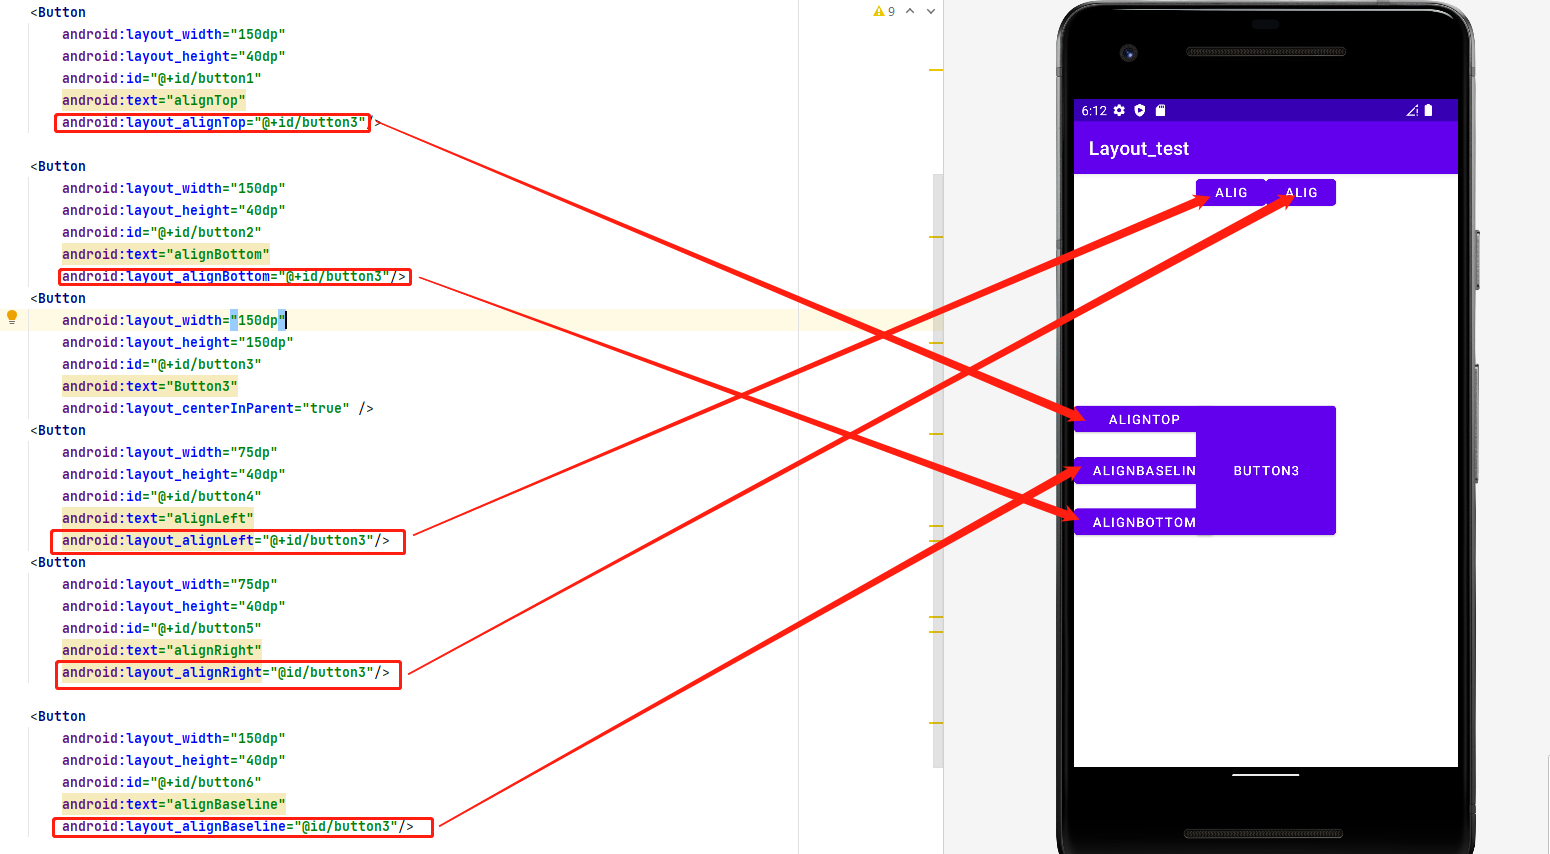 <Button
android:layout_width="150dp"
android:layout_height="40dp"
android:id="@+id/button1"
android:text="alignTop"
android:layout_alignTop="@+id/button3"/>
<Button
android:layout_width="150dp"
android:layout_height="40dp"
android:id="@+id/button2"
android:text="alignBottom"
android:layout_alignBottom="@+id/button3"/>
<Button
android:layout_width="150dp"
android:layout_height="150dp"
android:id="@+id/button3"
android:text="Button3"
android:layout_centerInParent="true" />
<Button
android:layout_width="75dp"
android:layout_height="40dp"
android:id="@+id/button4"
android:text="alignLeft"
android:layout_alignLeft="@+id/button3"/>
<Button
android:layout_width="75dp"
android:layout_height="40dp"
android:id="@+id/button5"
android:text="alignRight"
android:layout_alignRight="@id/button3"/>
<Button
android:layout_width="150dp"
android:layout_height="40dp"
android:id="@+id/button6"
android:text="alignBaseline"
android:layout_alignBaseline="@id/button3"/>
9
6:12
Layout_test
ALIG ALIG
ALIGNTOP
ALIGNBASELIN BUTTON3
ALIGNBOTTOM